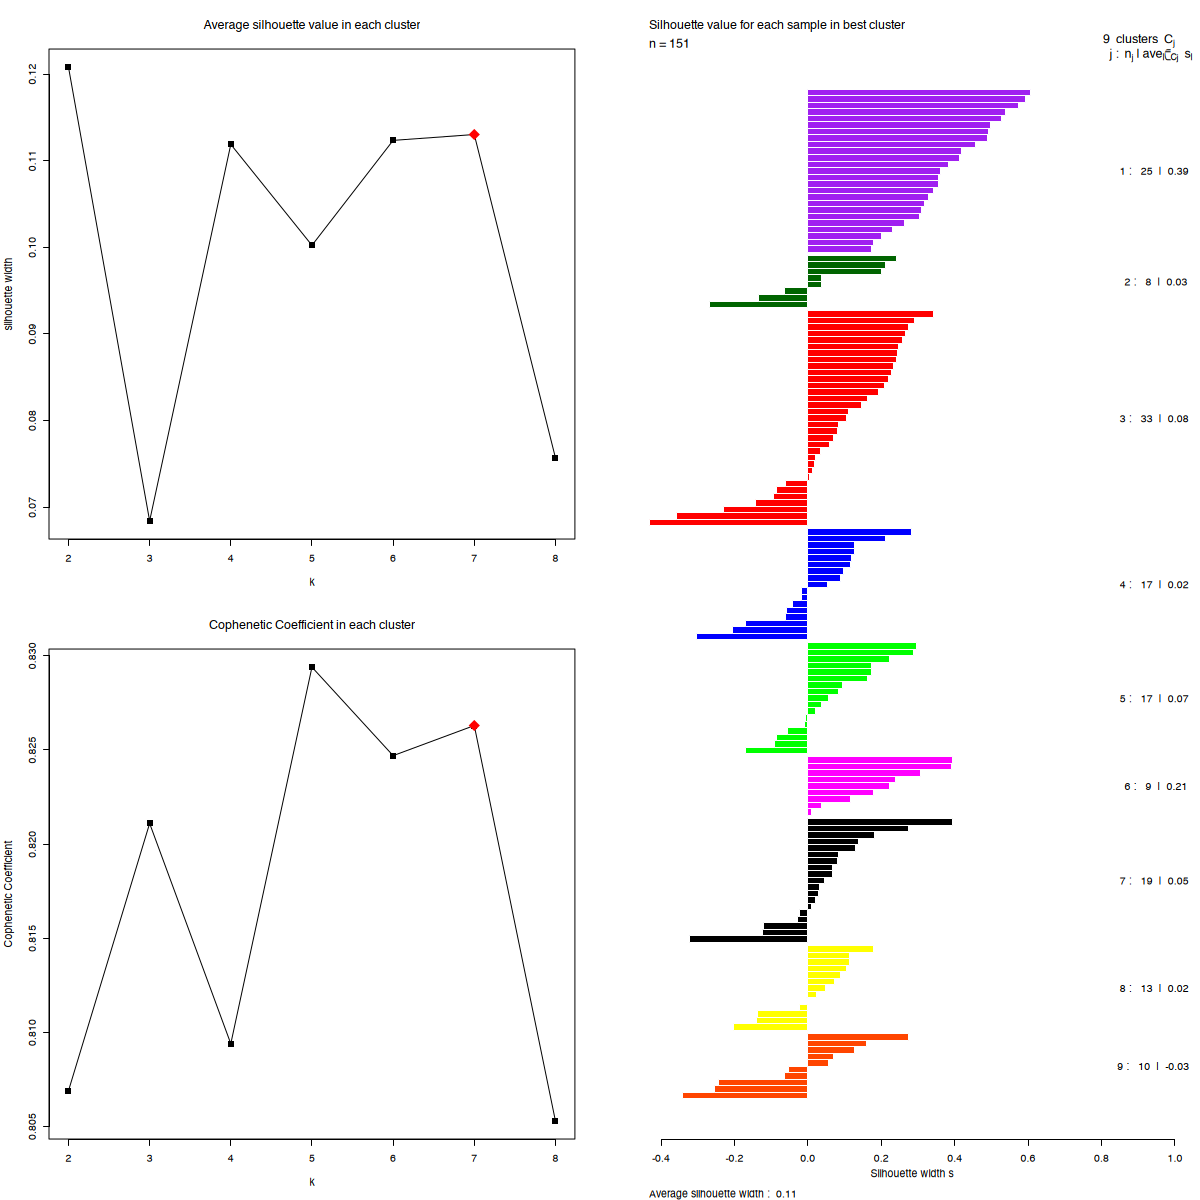 Average silhouette value in each cluster
silhouette width
0.12
0.11
0.10
0.09
0.08
0.07
2 3 4 5 6 7 8
k
Cophenetic Coefficient in each cluster
Cophenetic Coefficient
0.830
0.825
0.820
0.815
0.810
0.805
2 3 4 5 6 7 8
k
Silhouette value for each sample in best cluster
n = 151
9 clusters Cj
j : nj | ave i∈Cj si
1 : 25 | 0.39
2 : 8 | 0.03
3 : 33 | 0.08
4 : 17 | 0.02
5 : 17 | 0.07
6 : 9 | 0.21
7 : 19 | 0.05
8 : 13 | 0.02
9 : 10 | -0.03
-0.4 -0.2 0.0 0.2 0.4 0.6 0.8 1.0
Silhouette width s
Average silhouette width : 0.11